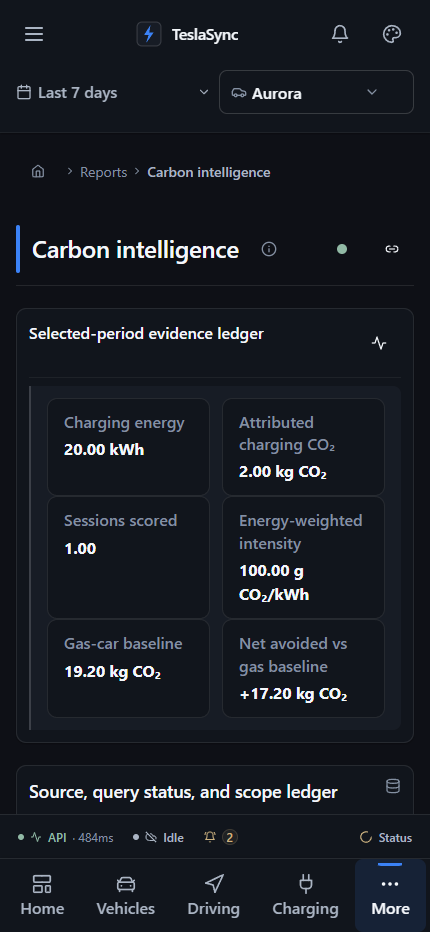 TeslaSync
Last 7 days
Aurora
Reports
Carbon intelligence
Carbon intelligence
Selected-period evidence ledger
Charging energy
20.00 kWh
Attributed
charging CO₂
2.00 kg CO₂
Sessions scored
1.00
Energy-weighted
intensity
100.00 g
CO₂/kWh
Gas-car baseline
19.20 kg CO₂
Net avoided vs
gas baseline
+17.20 kg CO₂
Source, query status, and scope ledger
API · 484ms
Idle
2
Status
Home
Vehicles
Driving
Charging
More